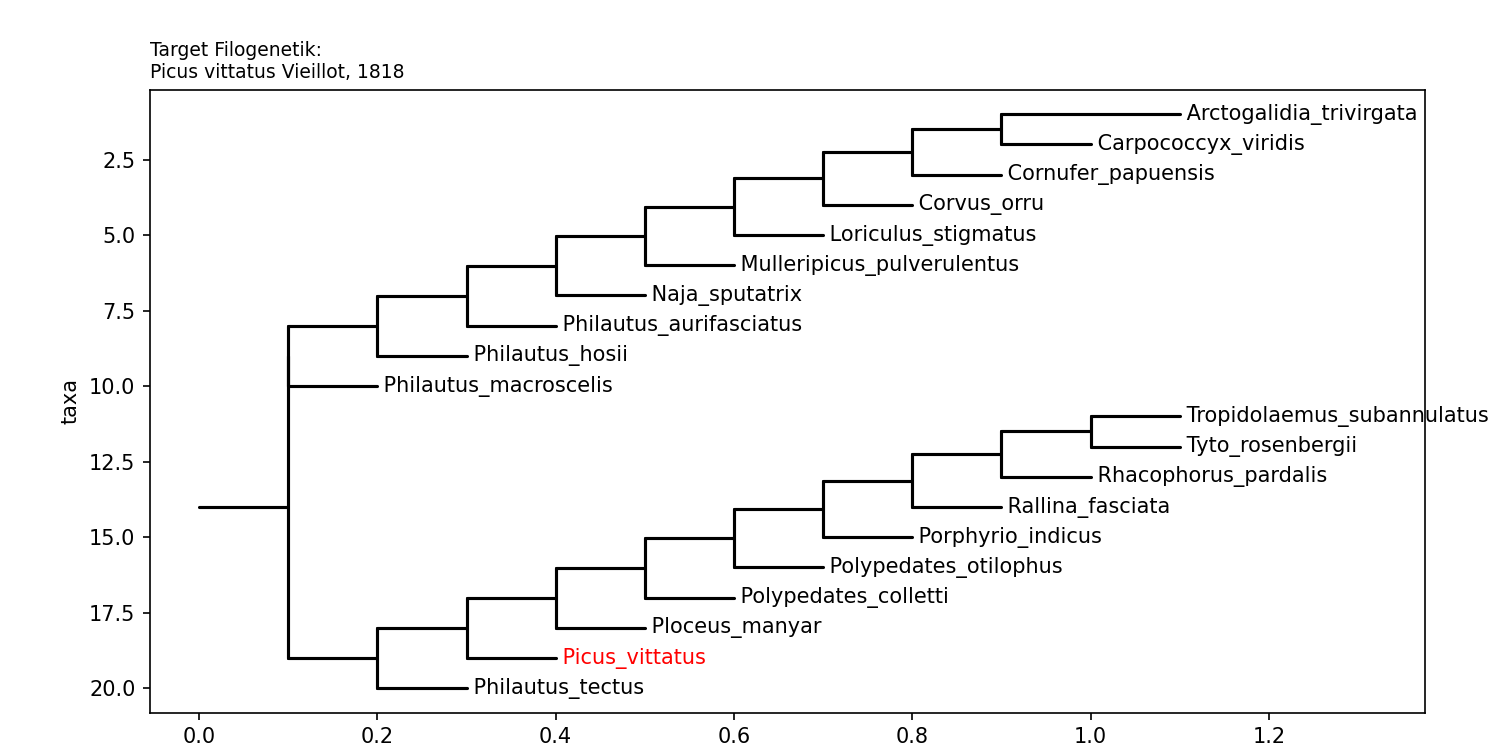 Target Filogenetik:
Picus vittatus Vieillot, 1818
Arctogalidia_trivirgata
Carpococcyx_viridis
2.5
Cornufer_papuensis
Corvus_orru
5.0
Loriculus_stigmatus
Mulleripicus_pulverulentus
Naja_sputatrix
7.5
Philautus_aurifasciatus
Philautus_hosii
10.0
Philautus_macroscelis
taxa
Tropidolaemus_subannulatus
Tyto_rosenbergii
12.5
Rhacophorus_pardalis
Rallina_fasciata
15.0
Porphyrio_indicus
Polypedates_otilophus
Polypedates_colletti
17.5
Ploceus_manyar
Picus_vittatus
20.0
Philautus_tectus
0.0 0.2 0.4 0.6 0.8 1.0 1.2